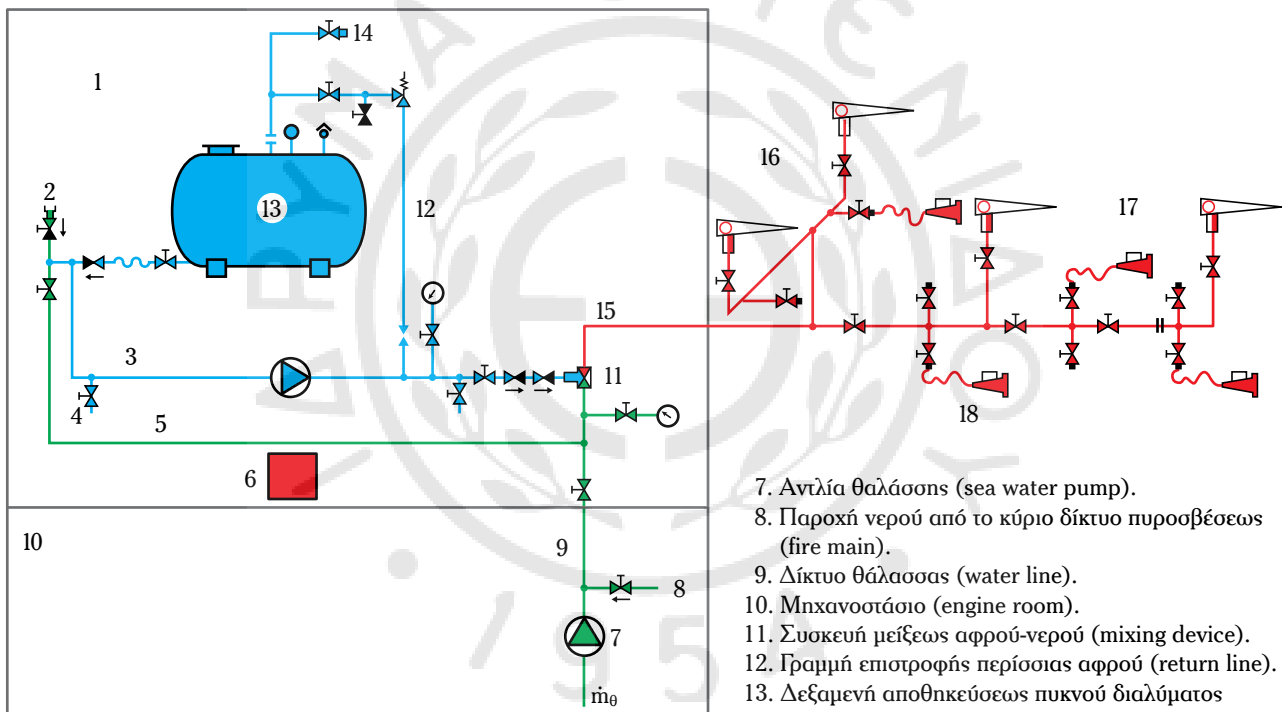 14
1
16
2
13
12
17
15
3
11
4
5
18
6
7. Αντλία θαλάσσης (sea water pump).
8. Παροχή νερού από το κύριο δίκτυο πυροσβέσεως
(fire main).
10
9
9. Δίκτυο θάλασσας (water line).
8
10. Μηχανοστάσιο (engine room).
7
11. Συσκευή μείξεως αφρού-νερού (mixing device).
12. Γραμμή επιστροφής περίσσιας αφρού (return line).
ṁθ
13. Δεξαμενή αποθηκεύσεως πυκνού διαλύματος
1954